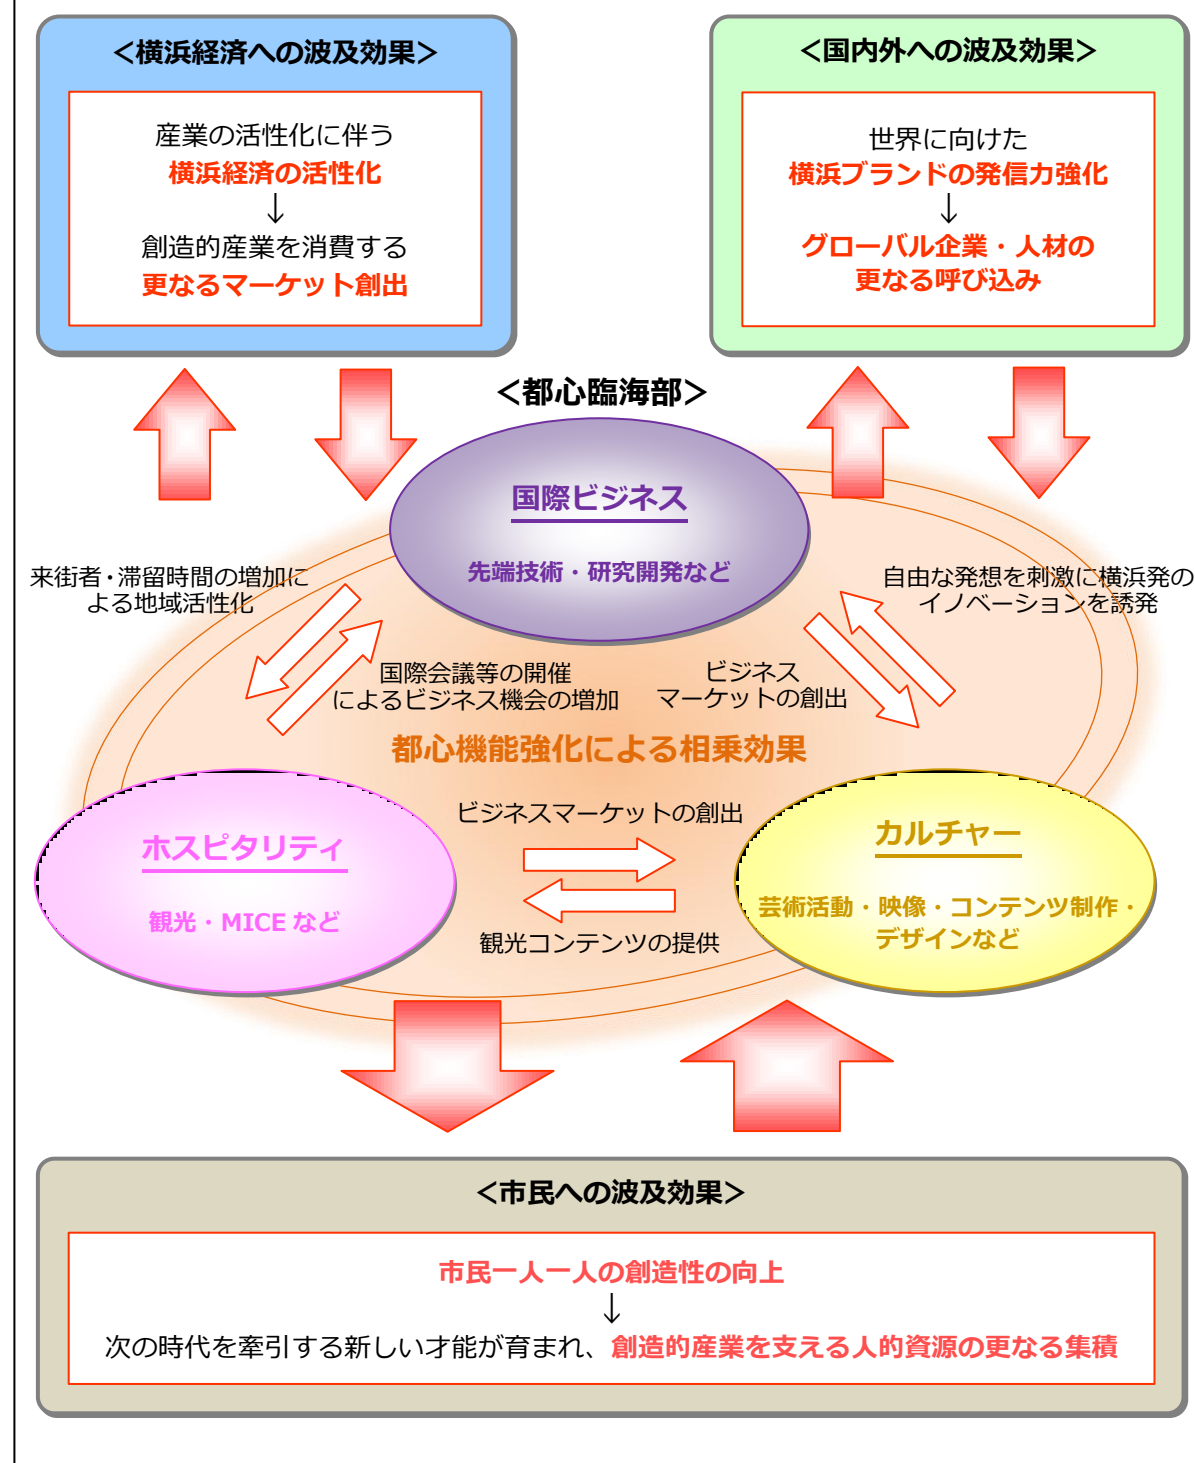 ＜横浜経済への波及効果＞
産業の活性化に伴う
横浜経済の活性化
↓
創造的産業を消費する
更なるマーケット創出
＜国内外への波及効果＞
世界に向けた
横浜ブランドの発信力強化
↓
グローバル企業・人材の
更なる呼び込み
＜都心臨海部＞
国際ビジネス
先端技術・研究開発など
来街者・滞留時間の増加に
よる地域活性化
自由な発想を刺激に横浜発の
イノベーションを誘発
国際会議等の開催
によるビジネス機会の増加
ビジネス
マーケットの創出
都心機能強化による相乗効果
ビジネスマーケットの創出
ホスピタリティ
観光・MICE など
カルチャー
芸術活動・映像・コンテンツ制作・
デザインなど
観光コンテンツの提供
＜市民への波及効果＞
市民一人一人の創造性の向上
↓
次の時代を牽引する新しい才能が育まれ、創造的産業を支える人的資源の更なる集積